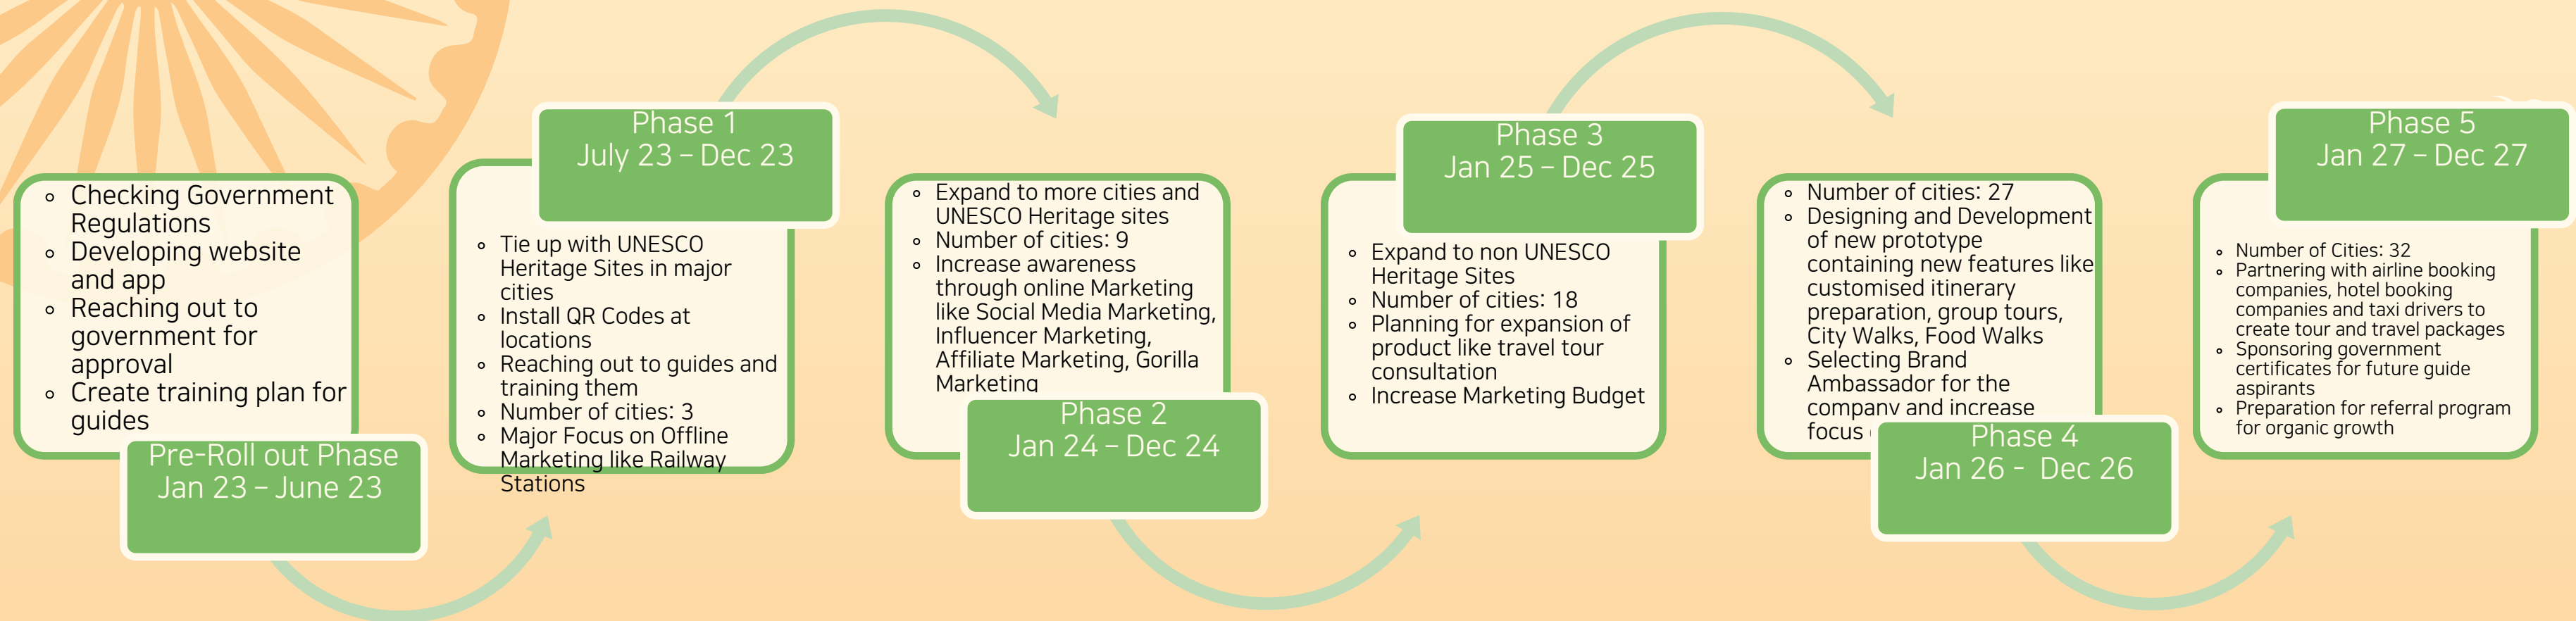 Checking Government
Regulations
Developing website
and app
Reaching out to
government for
approval
Create training plan for
guides
Pre-Roll out Phase
Jan 23 – June 23
Phase 1
July 23 – Dec 23
Tie up with UNESCO
Heritage Sites in major
cities
Install QR Codes at
locations
Reaching out to guides and
training them
Number of cities: 3
Major Focus on Offline
Marketing like Railway
Stations
Expand to more cities and
UNESCO Heritage sites
Number of cities: 9
Increase awareness
through online Marketing
like Social Media Marketing,
Influencer Marketing,
Affiliate Marketing, Gorilla
Marketing
Phase 2
Jan 24 – Dec 24
Phase 3
Jan 25 – Dec 25
Expand to non UNESCO
Heritage Sites
Number of cities: 18
Planning for expansion of
product like travel tour
consultation
Increase Marketing Budget
Number of cities: 27
Designing and Development
of new prototype
containing new features like
customised itinerary
preparation, group tours,
City Walks, Food Walks
Selecting Brand
Ambassador for the
company and increase
focus
Phase 4
Jan 26 - Dec 26
Phase 5
Jan 27 – Dec 27
Number of Cities: 32
Partnering with airline booking
companies, hotel booking
companies and taxi drivers to
create tour and travel packages
Sponsoring government
certificates for future guide
aspirants
Preparation for referral program
for organic growth